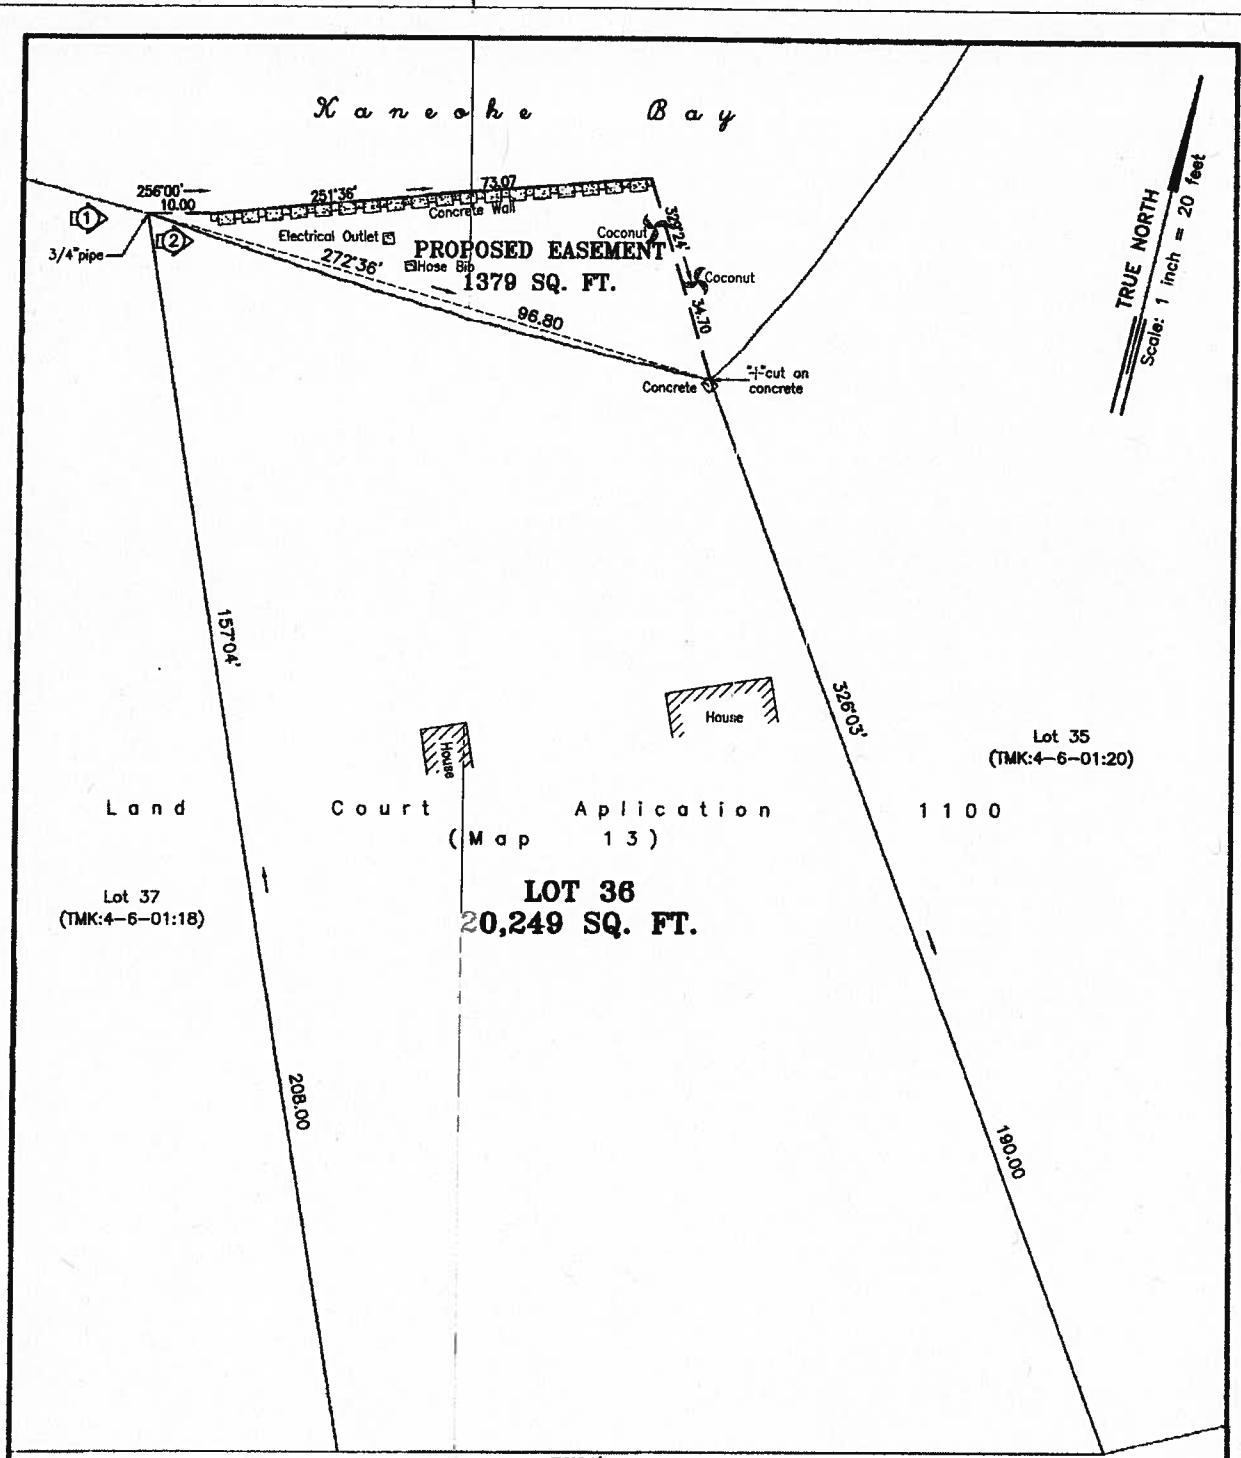 Kaneohe Bay
256°00'
10.00
251°36'
73.07
Concrete Wall
1
2
3/4"pipe
Electrical Outlet
Hose Bib
272°36'
96.80
PROPOSED EASEMENT
1379 SQ. FT.
Coconut
329°24'
Coconut
34.70
Concrete
"+"cut on
concrete
TRUE NORTH
Scale: 1 inch = 20 feet
157°04'
326°03'
House
House
Lot 35
(TMK:4-6-01:20)
Land Court Aplication 1100
(Map 13)
Lot 37
(TMK:4-6-01:18)
LOT 36
20,249 SQ. FT.
208.00
190.00